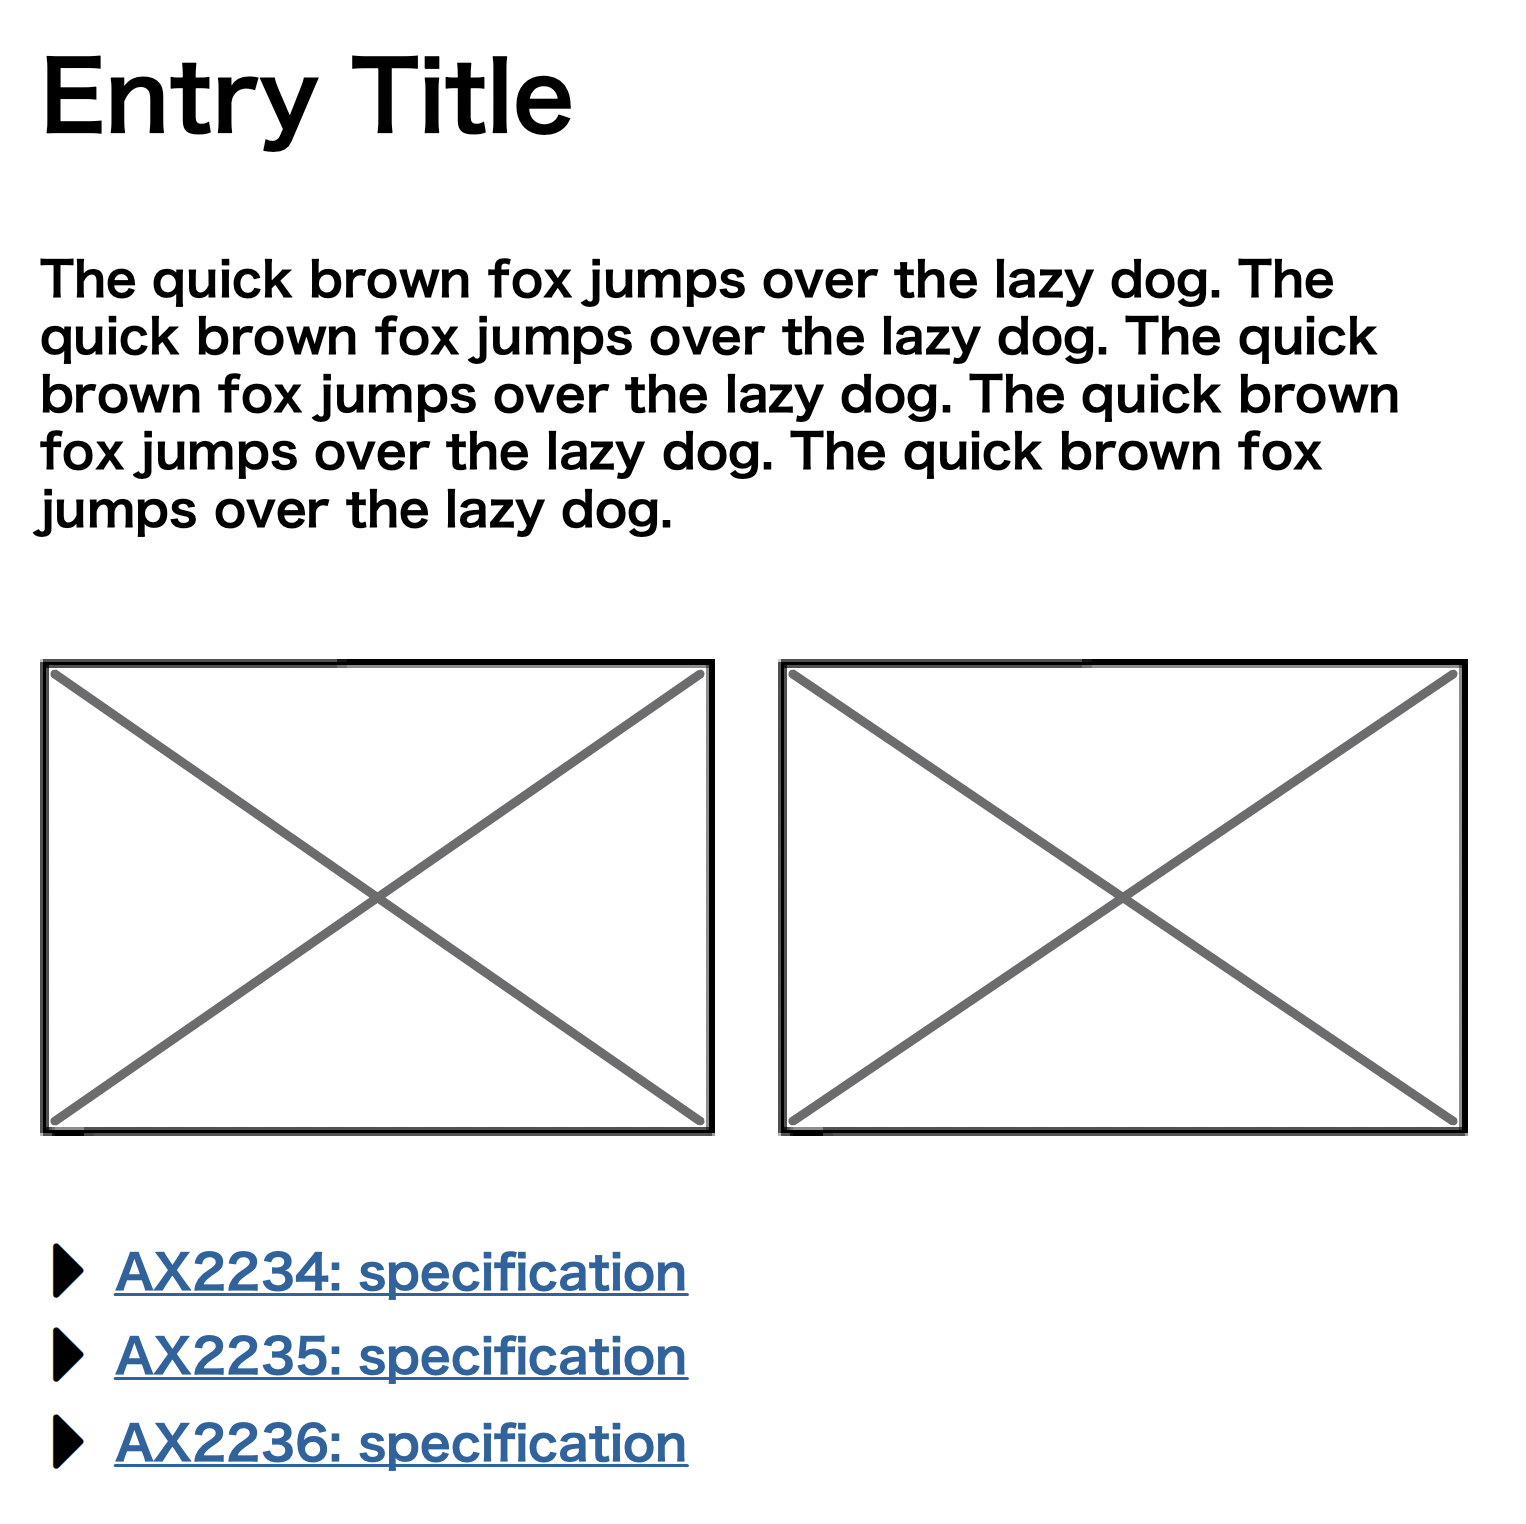 Entry Title
The quick brown fox jumps over the lazy dog. The
quick brown fox jumps over the lazy dog. The quick
brown fox jumps over the lazy dog. The quick brown
fox jumps over the lazy dog. The quick brown fox
jumps over the lazy dog.
AX2234: specification
AX2235: specification
AX2236: specification